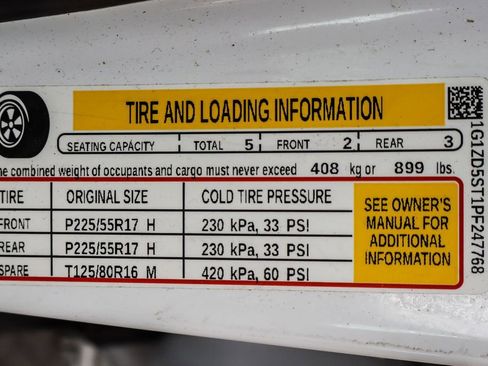 TIRE AND LOADING INFORMATION
SEATING CAPACITY TOTAL 5 FRONT 2 REAR 3
he combined weight of occupants and cargo must never exceed 408 kg or 899 lbs.
TIRE ORIGINAL SIZE COLD TIRE PRESSURE
FRONT P225/55R17 H 230 kPa, 33 PSI
REAR P225/55R17 H 230 kPa, 33 PSI
SPARE T125/80R16 M 420 kPa, 60 PSI
SEE OWNER'S
MANUAL FOR
ADDITIONAL
INFORMATION
1G1ZD5ST1PF247768